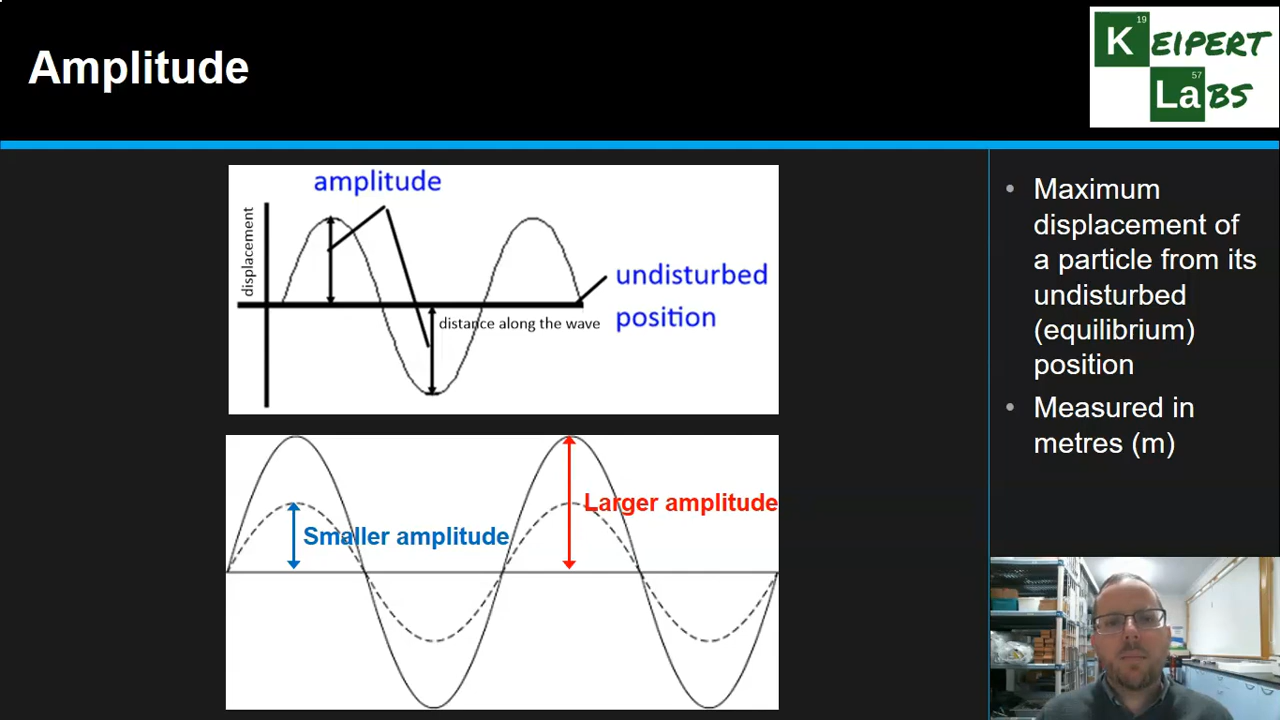 Amplitude
19
K EIPERT
57
La BS
amplitude
displacement
undisturbed
position
distance along the wave
Smaller amplitude
Larger amplitude
• Maximum
displacement of
a particle from its
undisturbed
(equilibrium)
position
• Measured in
metres (m)